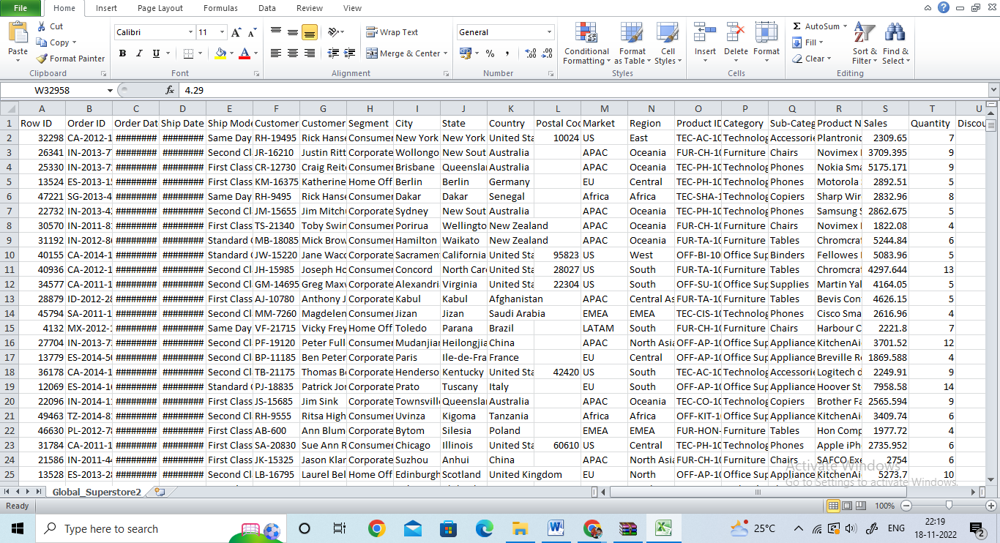 File Home Insert Page Layout Formulas Data Review View
Cut Calibri 11 Wrap Text General AutoSum
Copy Fill
Paste Format Painter Merge & Center Conditional Formatting Format as Table Cell Styles Insert Delete Format Clear Sort & Filter Find & Select
Clipboard Font Alignment Number Styles Cells Editing
W32958 fx 4.29
A B C D E F G H I J K L M N O P Q R S T U
1 Row ID Order ID Order Dat Ship Date Ship Mode Customer Customer Segment City State Country Postal Coc Market Region Product ID Category Sub-Categ Product N Sales Quantity Discou
2 32298 CA-2012-1 ######## ######## Same Day RH-19495 Rick Hans Consumer New York New York United Sta 10024 US East TEC-AC-10 Technolog Accessorie Plantronic 2309.65 7
3 26341 IN-2013-7 ######## ######## Second Cl JR-16210 Justin Ritt Corporate Wollongo New Sout Australia APAC Oceania FUR-CH-10 Furniture Chairs Novimex 3709.395 9
4 25330 IN-2013-7 ######## ######## First Class CR-12730 Craig Reit Consumer Brisbane Queensla Australia APAC Oceania TEC-PH-10 Technolog Phones Nokia Sma 5175.171 9
5 13524 ES-2013-1 ######## ######## First Class KM-16375 Katherine Home Off Berlin Berlin Germany EU Central TEC-PH-10 Technolog Phones Motorola 2892.51 5
6 47221 SG-2013-4 ######## ######## Same Day RH-9495 Rick Hans Consumer Dakar Dakar Senegal Africa Africa TEC-SHA-1 Technolog Copiers Sharp Wir 2832.96 8
7 22732 IN-2013-4 ######## ######## Second Cl JM-15655 Jim Mitch Corporate Sydney New Sout Australia APAC Oceania TEC-PH-10 Technolog Phones Samsung 2862.675 5
8 30570 IN-2011-8 ######## ######## First Class TS-21340 Toby Swin Consumer Porirua Wellingto New Zealand APAC Oceania FUR-CH-10 Furniture Chairs Novimex 1822.08 4
9 31192 IN-2012-8 ######## ######## Standard MB-18085 Mick Brow Consumer Hamilton Waikato New Zealand APAC Oceania FUR-TA-10 Furniture Tables Chromcra 5244.84 6
10 40155 CA-2014-1 ######## ######## Standard JW-15220 Jane Wacc Corporate Sacramen California United Sta 95823 US West OFF-BI-10 Office Sup Binders Fellowes 5083.96 5
11 40936 CA-2012-1 ######## ######## Second Cl JH-15985 Joseph Ho Consumer Concord North Car United Sta 28027 US South FUR-TA-10 Furniture Tables Chromcra 4297.644 13
12 34577 CA-2011-1 ######## ######## Second Cl GM-14695 Greg Maxw Corporate Alexandri Virginia United Sta 22304 US South OFF-SU-10 Office Sup Supplies Martin Yal 4164.05 5
13 28879 ID-2012-28 ######## ######## First Class AJ-10780 Anthony J Corporate Kabul Kabul Afghanistan APAC Central As FUR-TA-10 Furniture Tables Bevis Con 4626.15 5
14 45794 SA-2011-1 ######## ######## Second Cl MM-7260 Magdelen Consumer Jizan Jizan Saudi Arabia EMEA EMEA TEC-CIS-10 Technolog Phones Cisco Sma 2616.96 4
15 4132 MX-2012-1 ######## ######## Same Day VF-21715 Vicky Frey Home Off Toledo Parana Brazil LATAM South FUR-CH-10 Furniture Chairs Harbour C 2221.8 7
16 27704 IN-2013-7 ######## ######## Second Cl PF-19120 Peter Full Consumer Mudanjia Heilongjia China APAC North Asia OFF-AP-10 Office Sup Appliance KitchenAi 3701.52 12
17 13779 ES-2014-50 ######## ######## Second Cl BP-11185 Ben Peter Corporate Paris Ile-de-Fra France EU Central OFF-AP-10 Office Sup Appliance Breville R 1869.588 4
18 36178 CA-2014-1 ######## ######## Second Cl TB-21175 Thomas B Corporate Henderso Kentucky United Sta 42420 US South TEC-AC-10 Technolog Accessorie Logitech d 2249.91 9
19 12069 ES-2014-16 ######## ######## Standard PJ-18835 Patrick Jo Corporate Prato Tuscany Italy EU South OFF-AP-10 Office Sup Appliance Hoover St 7958.58 14
20 22096 IN-2014-1 ######## ######## First Class JS-15685 Jim Sink Corporate Townsvill Queensla Australia APAC Oceania TEC-CO-10 Technolog Copiers Brother Fa 2565.594 9
21 49463 TZ-2014-8 ######## ######## Second Cl RH-9555 Ritsa High Consumer Uvinza Kigoma Tanzania Africa Africa OFF-KIT-10 Office Sup Appliance KitchenAi 3409.74 6
22 46630 PL-2012-78 ######## ######## First Class AB-600 Ann Blum Corporate Bytom Silesia Poland EMEA EMEA FUR-HON- Furniture Tables Hon Comp 1977.72 4
23 31784 CA-2011-1 ######## ######## First Class SA-20830 Sue Ann R Consumer Chicago Illinois United Sta 60610 US Central TEC-PH-10 Technolog Phones Apple iPh 2735.952 6
24 21586 IN-2011-44 ######## ######## First Class JK-15325 Jason Klar Corporate Suzhou Anhui China APAC North Asia FUR-CH-10 Furniture Chairs SAFCO Exe 2754 6
25 13528 ES-2013-28 ######## ######## Second Cl LB-16795 Laurel Bel Home Off Edinburgh Scotland United Kingdom EU North OFF-AP-10 Office Sup Appliance KitchenAi 5273.7 10
Activate Windows
Go to Settings to activate Windows.
Global_Superstore2
Ready 100%
Type here to search 25°C ENG 22:19
18-11-2022 2